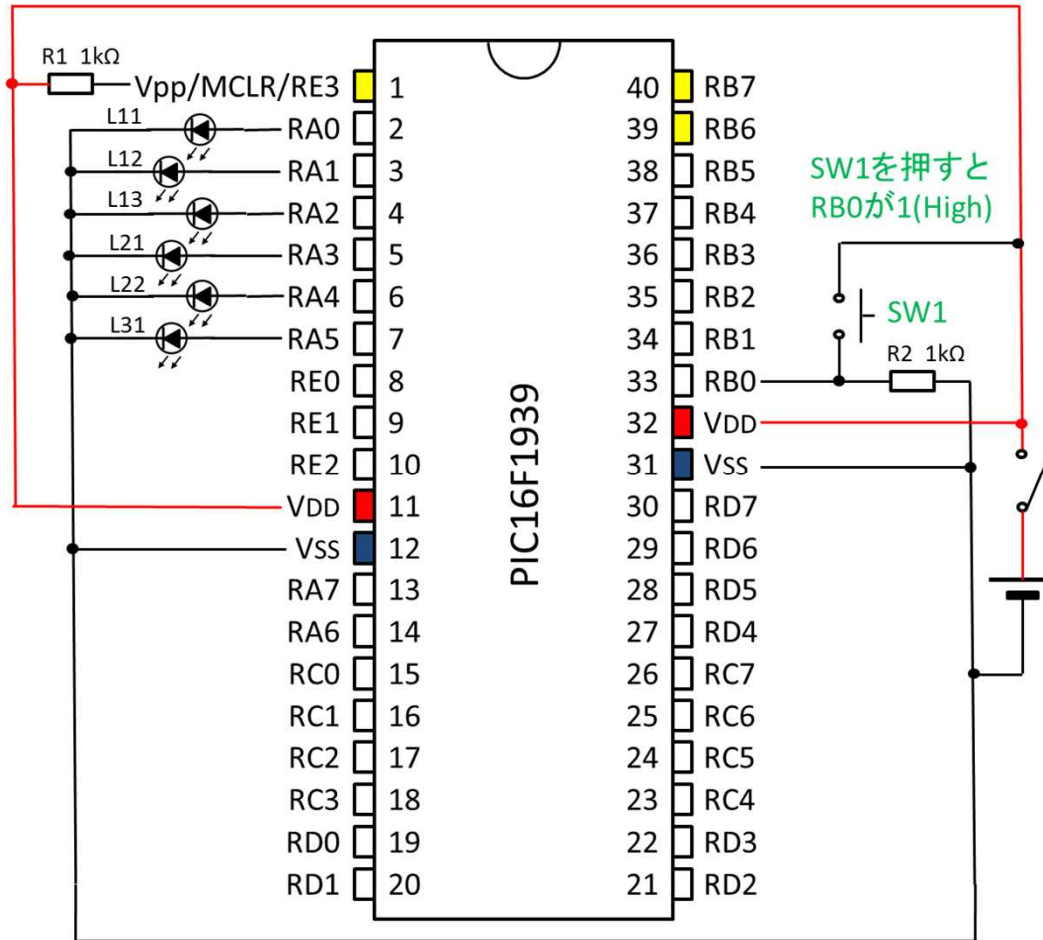 R1 1kΩ
Vpp/MCLR/RE3 1 40 RB7
L11 RA0 2 39 RB6
L12 RA1 3 38 RB5
L13 RA2 4 37 RB4
L21 RA3 5 36 RB3
L22 RA4 6 35 RB2
L31 RA5 7 34 RB1
RE0 8 33 RB0
RE1 9 32 VDD
RE2 10 31 VSS
VDD 11 30 RD7
VSS 12 29 RD6
RA7 13 28 RD5
RA6 14 27 RD4
RC0 15 26 RC7
RC1 16 25 RC6
RC2 17 24 RC5
RC3 18 23 RC4
RD0 19 22 RD3
RD1 20 21 RD2
PIC16F1939
SW1を押すと
RB0が1(High)
SW1
R2 1kΩ